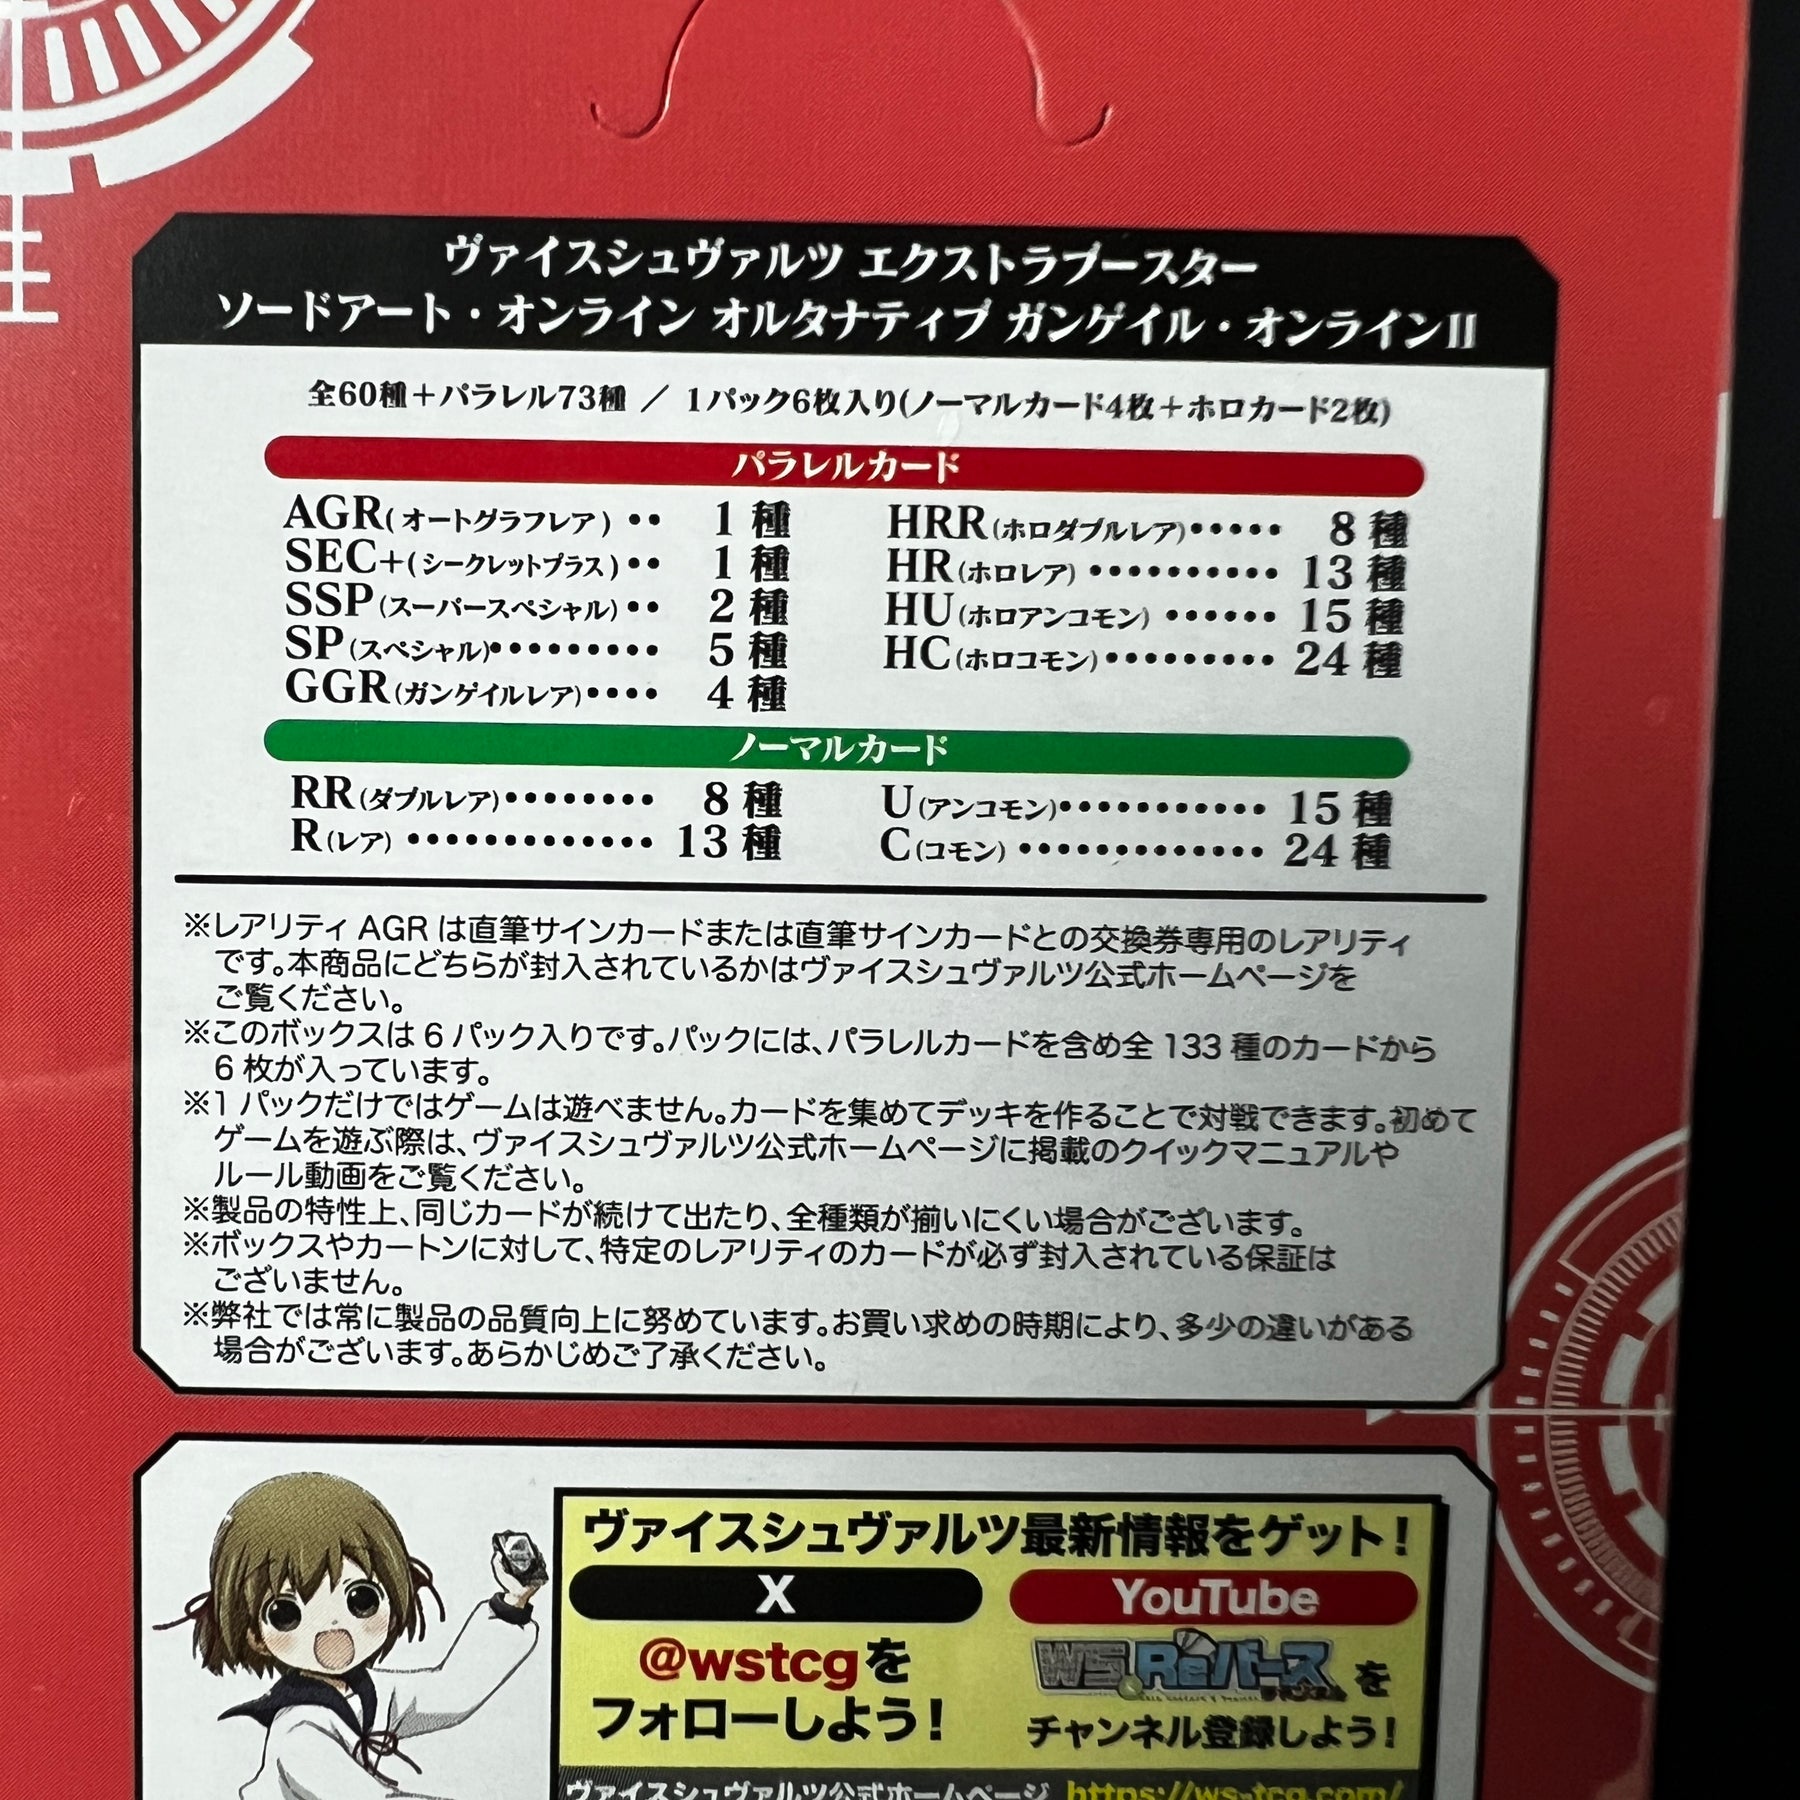 性
ヴァイスシュヴァルツ エクストラブースター
ソードアート・オンライン オルタナティブ ガンゲイル・オンラインII
全60種＋パラレル73種 ／ 1パック6枚入り(ノーマルカード4枚＋ホロカード2枚)
パラレルカード
AGR(オートグラフレア)・・ 1 種
SEC+(シークレットプラス)・・ 1 種
SSP(スーパースペシャル)・・ 2 種
SP(スペシャル)・・・・・・・・・ 5 種
GGR(ガンゲイルレア)・・・・ 4 種
HRR(ホロダブルレア)・・・・・ 8 種
HR(ホロレア)・・・・・・・・・・ 13 種
HU(ホロアンコモン)・・・・・・ 15 種
HC(ホロコモン)・・・・・・・・・ 24 種
ノーマルカード
RR(ダブルレア)・・・・・・・・ 8 種
R(レア)・・・・・・・・・・・・・ 13 種
U(アンコモン)・・・・・・・・・・・ 15 種
C(コモン)・・・・・・・・・・・・・ 24 種
※レアリティ AGR は直筆サインカードまたは直筆サインカードとの交換券専用のレアリティ
です。本商品にどちらが封入されているかはヴァイスシュヴァルツ公式ホームページを
ご覧ください。
※このボックスは 6 パック入りです。パックには、パラレルカードを含め全 133 種のカードから
6 枚が入っています。
※1 パックだけではゲームは遊べません。カードを集めてデッキを作ることで対戦できます。初めて
ゲームを遊ぶ際は、ヴァイスシュヴァルツ公式ホームページに掲載のクイックマニュアルや
ルール動画をご覧ください。
※製品の特性上、同じカードが続けて出たり、全種類が揃いにくい場合がございます。
※ボックスやカートンに対して、特定のレアリティのカードが必ず封入されている保証は
ございません。
※弊社では常に製品の品質向上に努めています。お買い求めの時期により、多少の違いがある
場合がございます。あらかじめご了承ください。
ヴァイスシュヴァルツ最新情報をゲット！
X
@wstcgを
フォローしよう！
YouTube
WS&Reバースを
チャンネル登録しよう！
ヴァイスシュヴァルツ公式ホームページ https://ws-tcg.com/